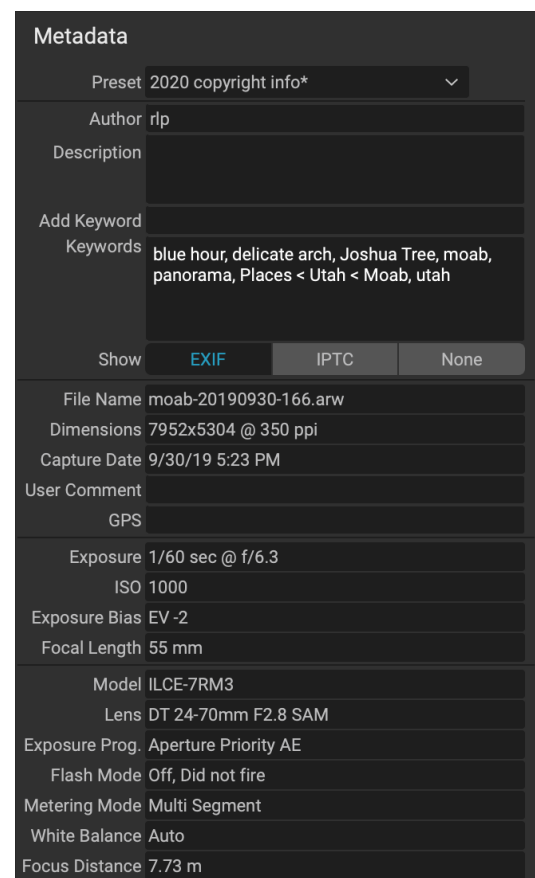 Metadata
Preset 2020 copyright info*
Author rlp
Description
Add Keyword
Keywords blue hour, delicate arch, Joshua Tree, moab,
panorama, Places < Utah < Moab, utah
Show EXIF IPTC None
File Name moab-20190930-166.arw
Dimensions 7952x5304 @ 350 ppi
Capture Date 9/30/19 5:23 PM
User Comment
GPS
Exposure 1/60 sec @ f/6.3
ISO 1000
Exposure Bias EV -2
Focal Length 55 mm
Model ILCE-7RM3
Lens DT 24-70mm F2.8 SAM
Exposure Prog. Aperture Priority AE
Flash Mode Off, Did not fire
Metering Mode Multi Segment
White Balance Auto
Focus Distance 7.73 m